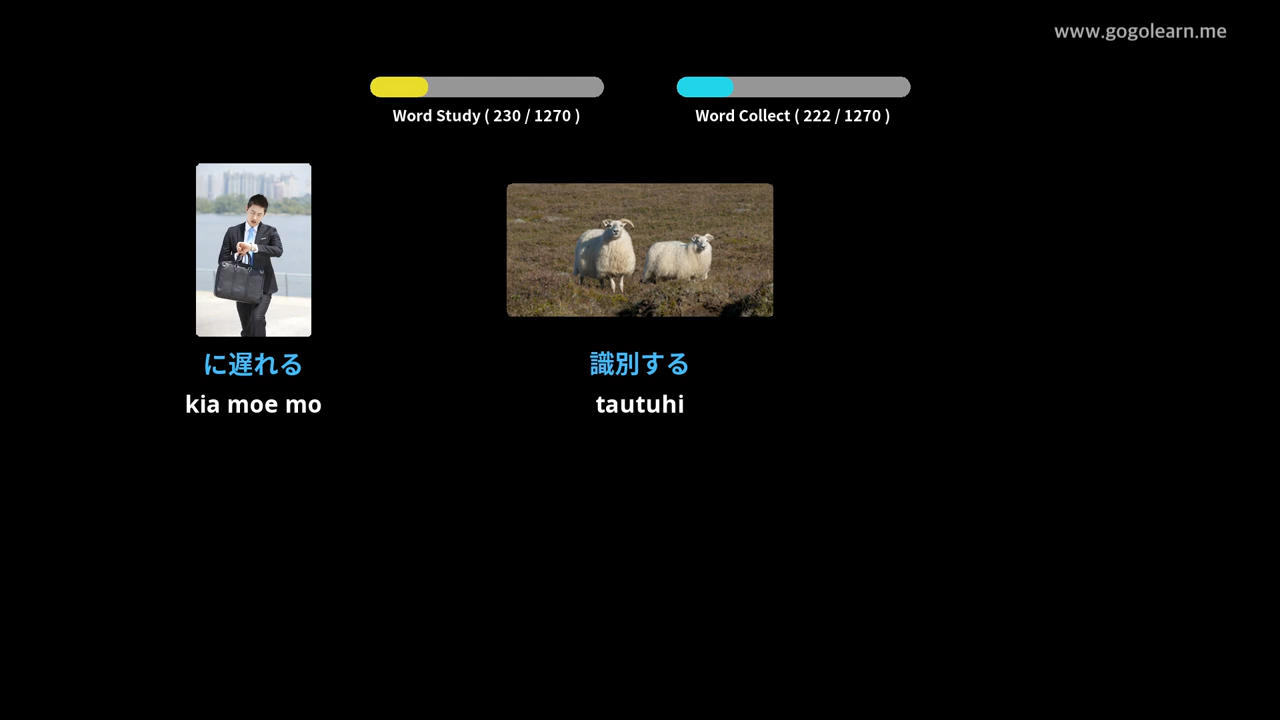 www.gogolearn.me
Word Study ( 230 / 1270 )
Word Collect ( 222 / 1270 )
に遅れる
kia moe mo
識別する
tautuhi